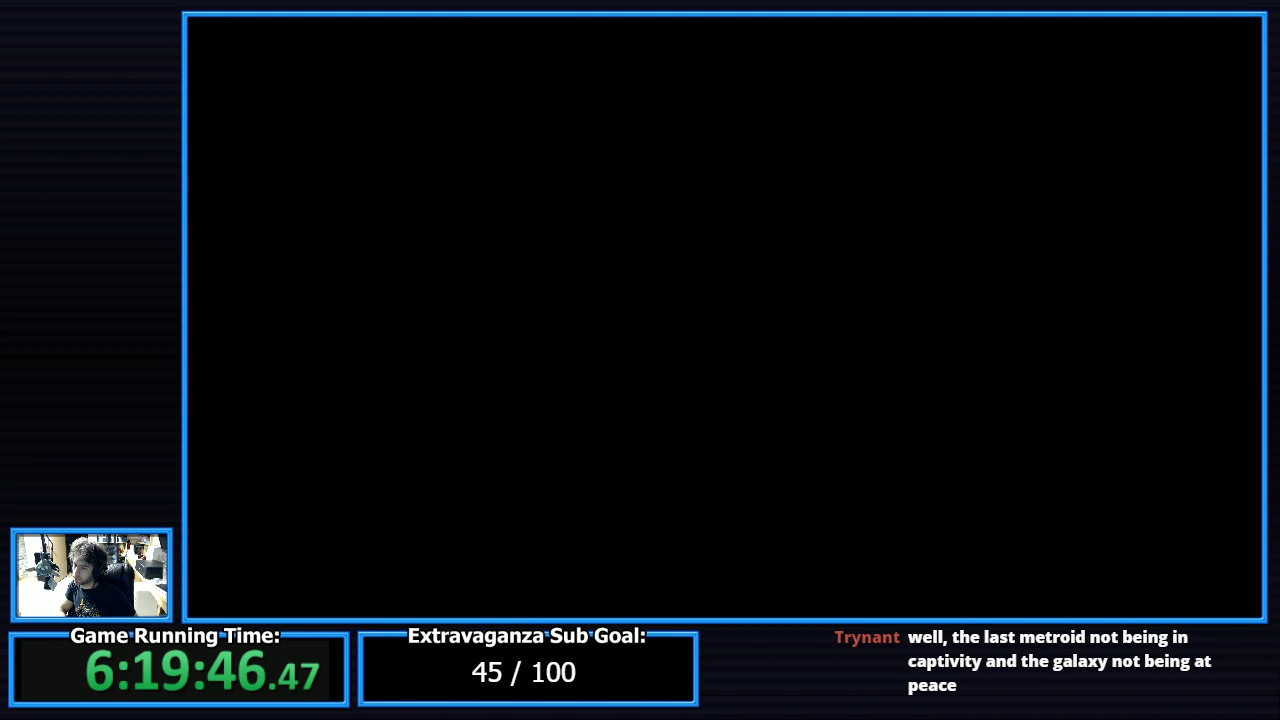 Game Running Time:
6:19:46.47
Extravaganza Sub Goal:
45 / 100
Trynant well, the last metroid not being in
captivity and the galaxy not being at
peace